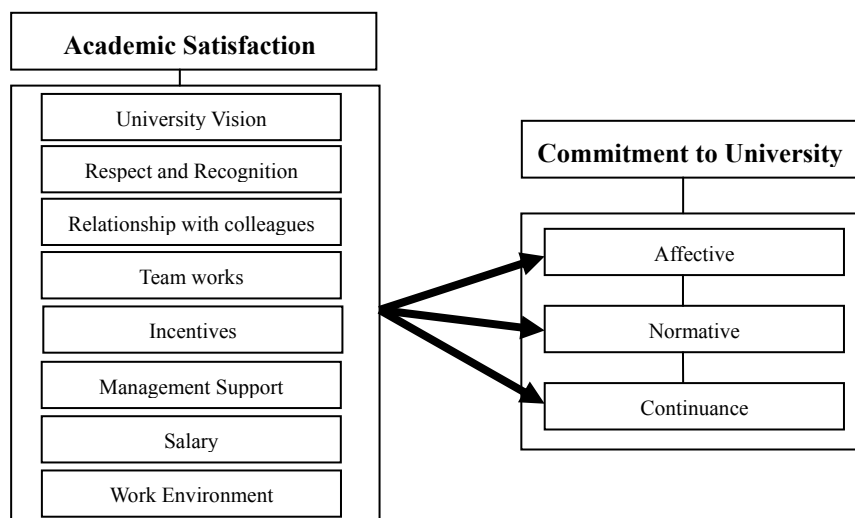 Academic Satisfaction
University Vision
Respect and Recognition
Relationship with colleagues
Team works
Incentives
Management Support
Salary
Work Environment
Commitment to University
Affective
Normative
Continuance